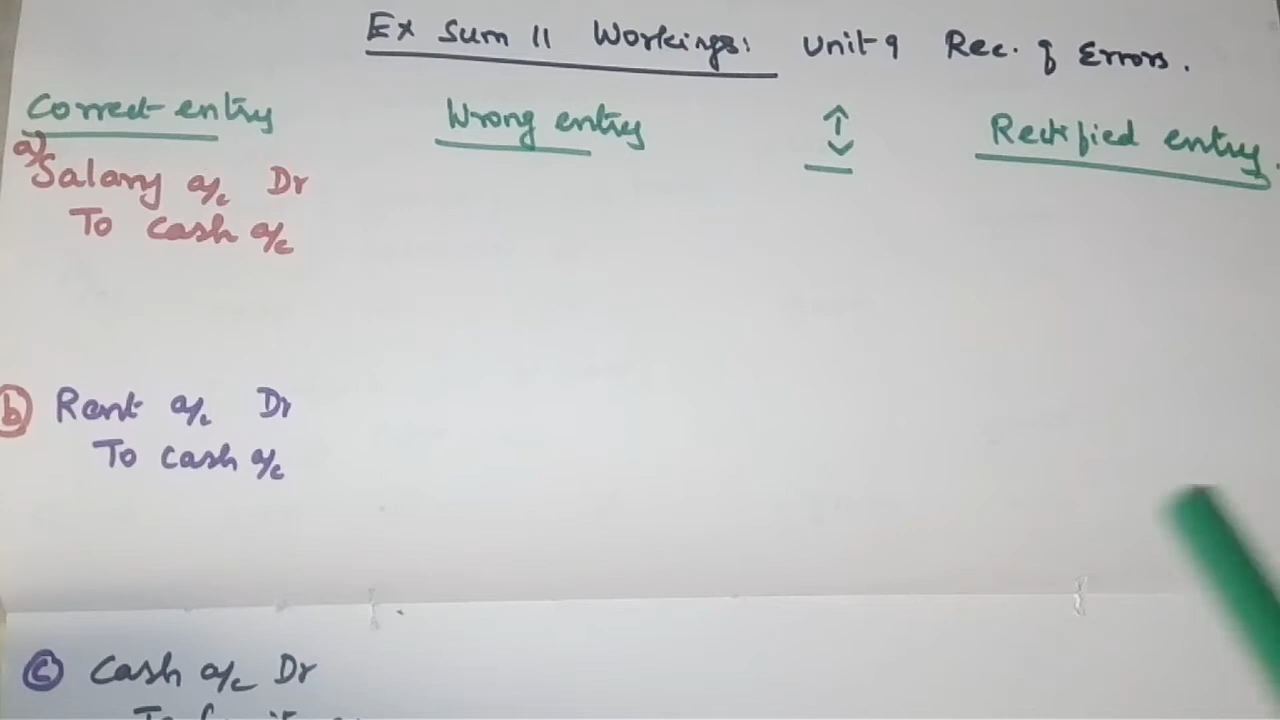 Ex Sum 11 Workings: Unit 9 Rec. of Errors.
Correct entry Wrong entry ↑↓ Rectified entry.
a) Salary a/c Dr
To cash a/c
b) Rent a/c Dr
To cash a/c
c) Cash a/c Dr
To